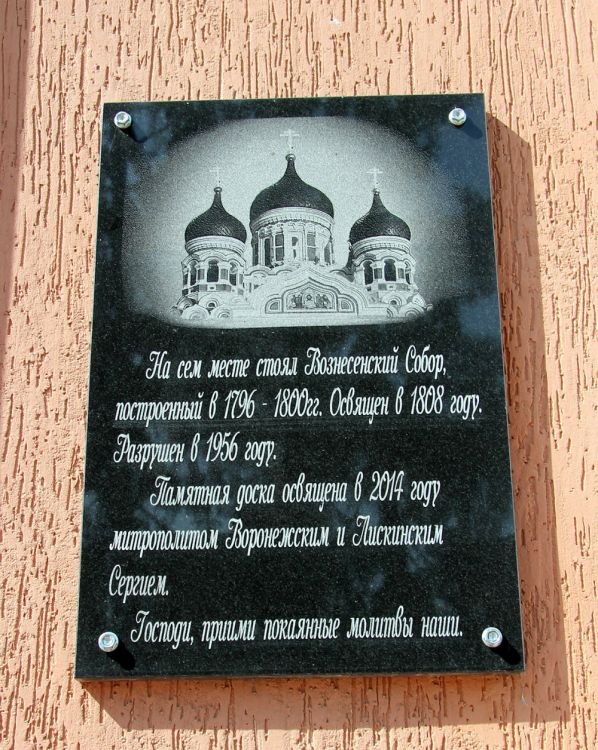 На сем месте стоял Вознесенский Собор,
построенный в 1796 - 1800гг. Освящен в 1808 году.
Разрушен в 1956 году.
Памятная доска освящена в 2014 году
митрополитом Воронежским и Лискинским
Сергием.
Господи, приими покаянные молитвы наши.